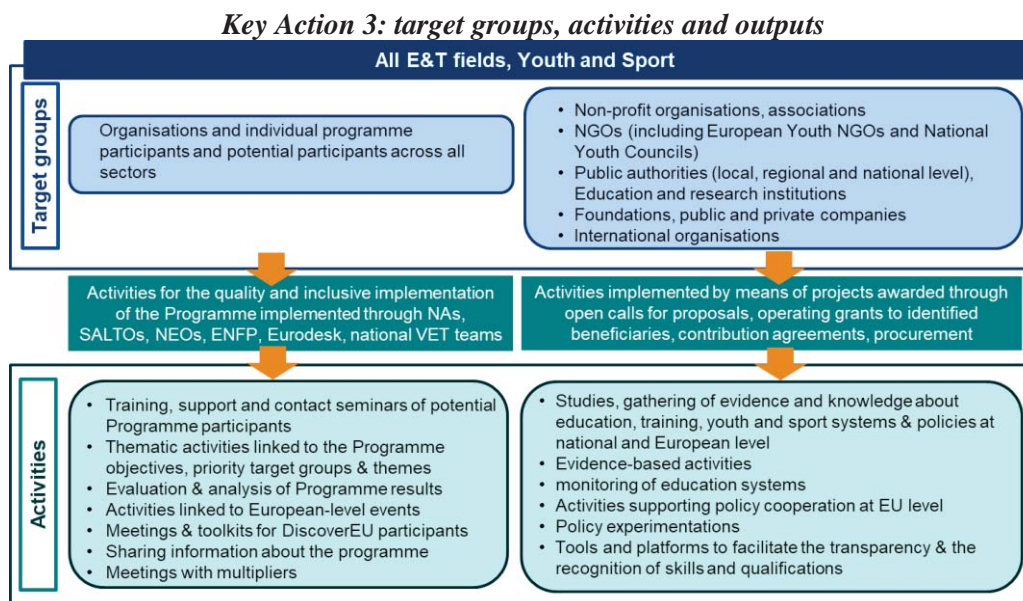 Key Action 3: target groups, activities and outputs
All E&T fields, Youth and Sport
Target groups
Organisations and individual programme
participants and potential participants across all
sectors
• Non-profit organisations, associations
• NGOs (including European Youth NGOs and National
Youth Councils)
• Public authorities (local, regional and national level),
Education and research institutions
• Foundations, public and private companies
• International organisations
Activities for the quality and inclusive implementation
of the Programme implemented through NAs,
SALTOs, NEOs, ENFP, Eurodesk, national VET teams
Activities implemented by means of projects awarded through
open calls for proposals, operating grants to identified
beneficiaries, contribution agreements, procurement
Activities
• Training, support and contact seminars of potential
Programme participants
• Thematic activities linked to the Programme
objectives, priority target groups & themes
• Evaluation & analysis of Programme results
• Activities linked to European-level events
• Meetings & toolkits for DiscoverEU participants
• Sharing information about the programme
• Meetings with multipliers
• Studies, gathering of evidence and knowledge about
education, training, youth and sport systems & policies at
national and European level
• Evidence-based activities
• monitoring of education systems
• Activities supporting policy cooperation at EU level
• Policy experimentations
• Tools and platforms to facilitate the transparency & the
recognition of skills and qualifications